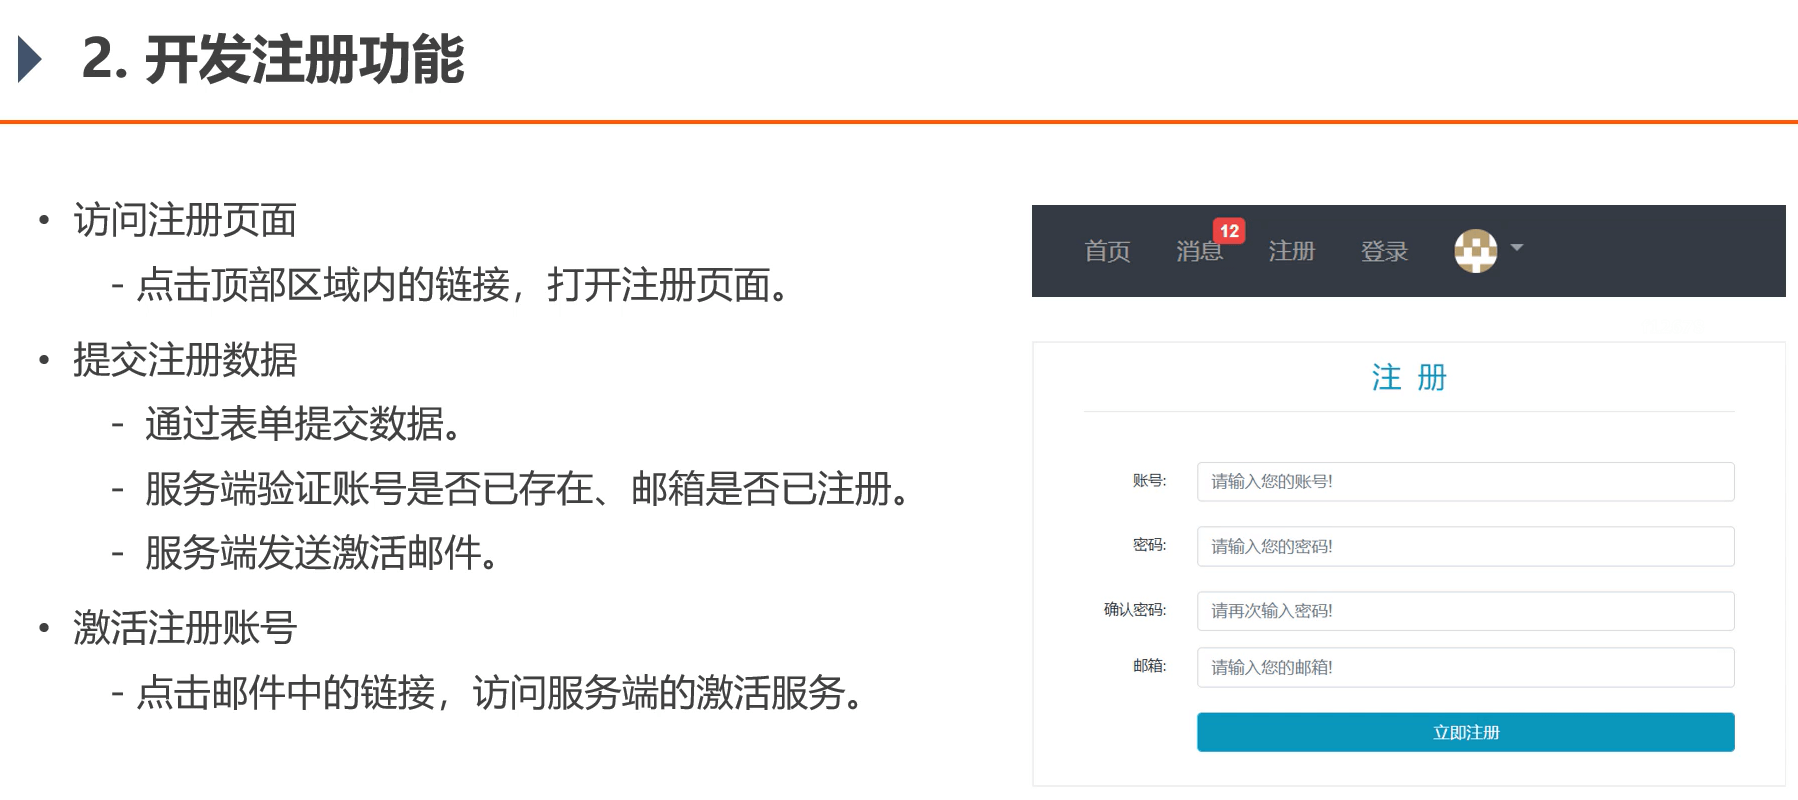 2. 开发注册功能
• 访问注册页面
- 点击顶部区域内的链接，打开注册页面。
• 提交注册数据
- 通过表单提交数据。
- 服务端验证账号是否已存在、邮箱是否已注册。
- 服务端发送激活邮件。
• 激活注册账号
- 点击邮件中的链接，访问服务端的激活服务。
首页 消息 12 注册 登录
注 册
账号: 请输入您的账号!
密码: 请输入您的密码!
确认密码: 请再次输入密码!
邮箱: 请输入您的邮箱!
立即注册